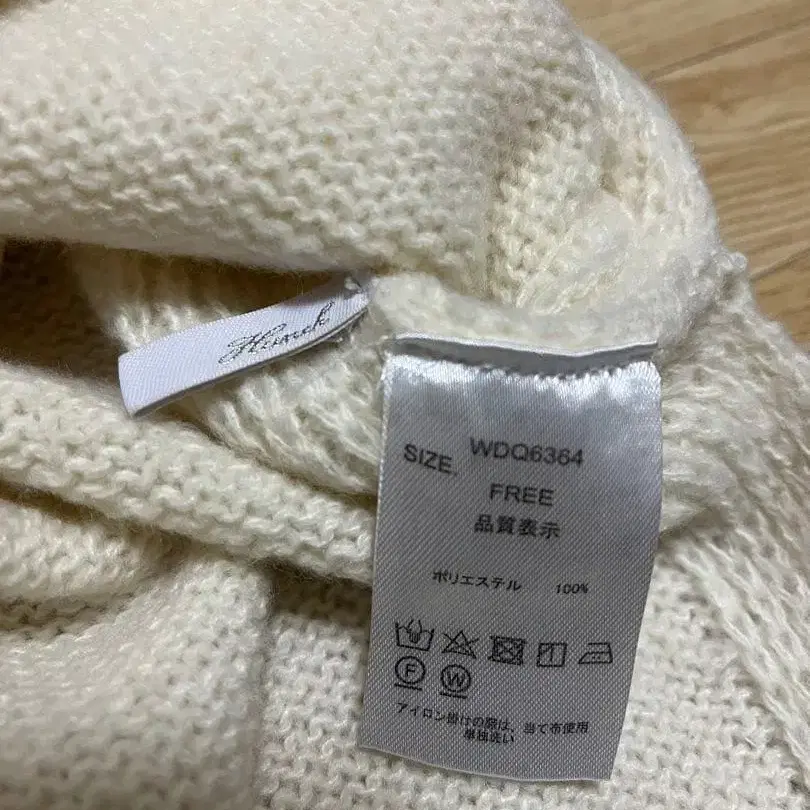 Hunch
WDQ6364
SIZE. FREE
品質表示
ポリエステル 100%
F W
アイロン掛けの際は、当て布使用
単独洗い